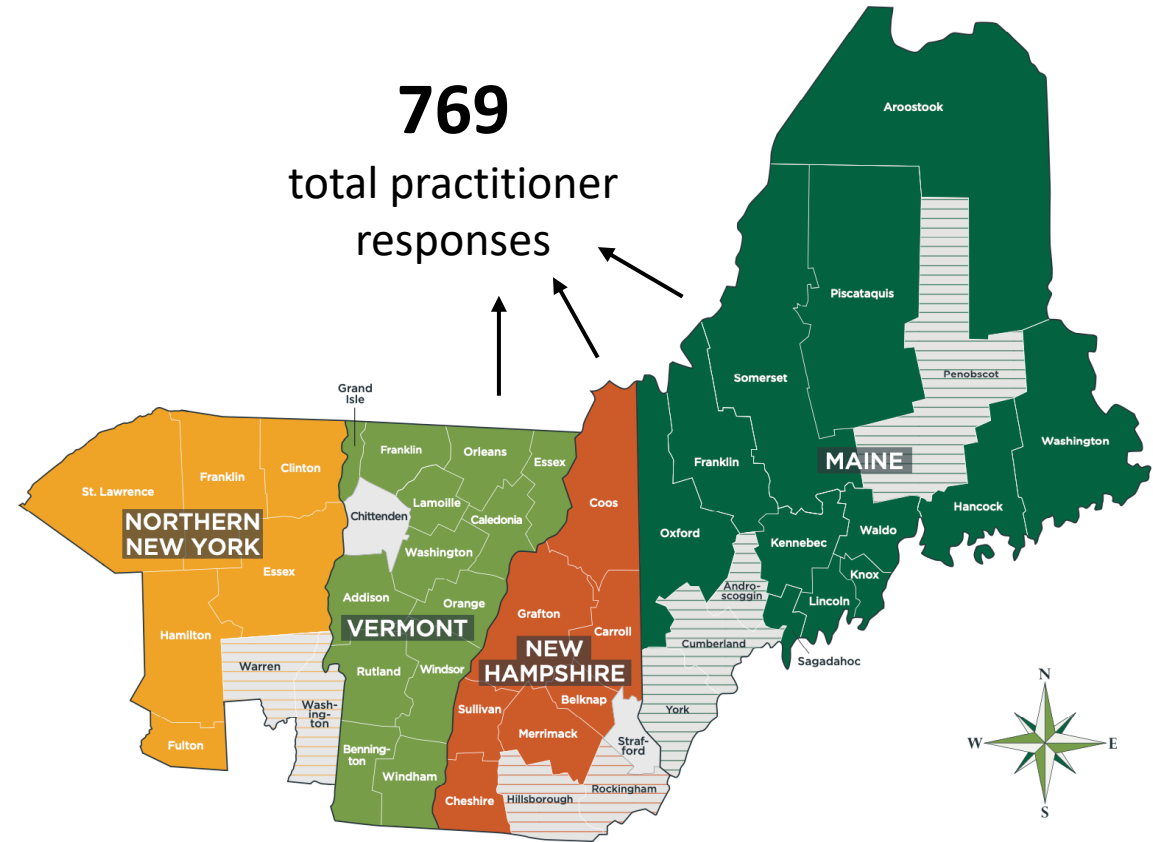 769
total practitioner
responses
Aroostook
Piscataquis
Penobscot
Somerset
Washington
Franklin
MAINE
Hancock
Oxford
Kennebec
Waldo
Knox
Lincoln
Andro-
scoggin
Cumberland
Sagadahoc
York
Grand
Isle
Franklin
Orleans
Essex
Chittenden
Lamoille
Caledonia
Washington
Addison
Orange
VERMONT
Rutland
Windsor
Benning-
ton
Windham
Coos
Grafton
Carroll
NEW
HAMPSHIRE
Sullivan
Belknap
Merrimack
Straf-
ford
Cheshire
Hillsborough
Rockingham
St. Lawrence
Franklin
Clinton
NORTHERN
NEW YORK
Essex
Hamilton
Warren
Wash-
ing-
ton
Fulton
N
W
E
S